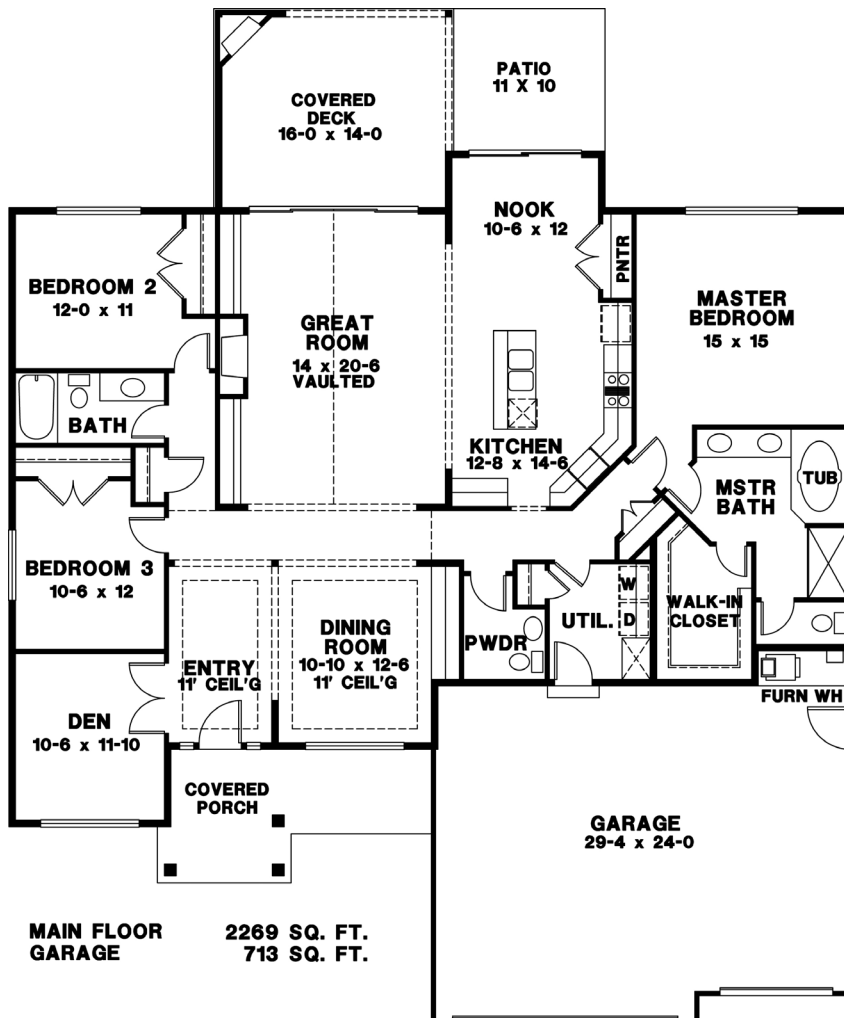 COVERED
DECK
16-0 x 14-0
PATIO
11 X 10
BEDROOM 2
12-0 x 11
GREAT
ROOM
14 x 20-6
VAULTED
NOOK
10-6 x 12
PNTR
MASTER
BEDROOM
15 x 15
BATH
KITCHEN
12-8 x 14-6
MSTR
BATH
TUB
BEDROOM 3
10-6 x 12
ENTRY
11' CEIL'G
DINING
ROOM
10-10 x 12-6
11' CEIL'G
PWDR
UTIL.
W
D
WALK-IN
CLOSET
DEN
10-6 x 11-10
FURN WH
COVERED
PORCH
GARAGE
29-4 x 24-0
MAIN FLOOR 2269 SQ. FT.
GARAGE 713 SQ. FT.